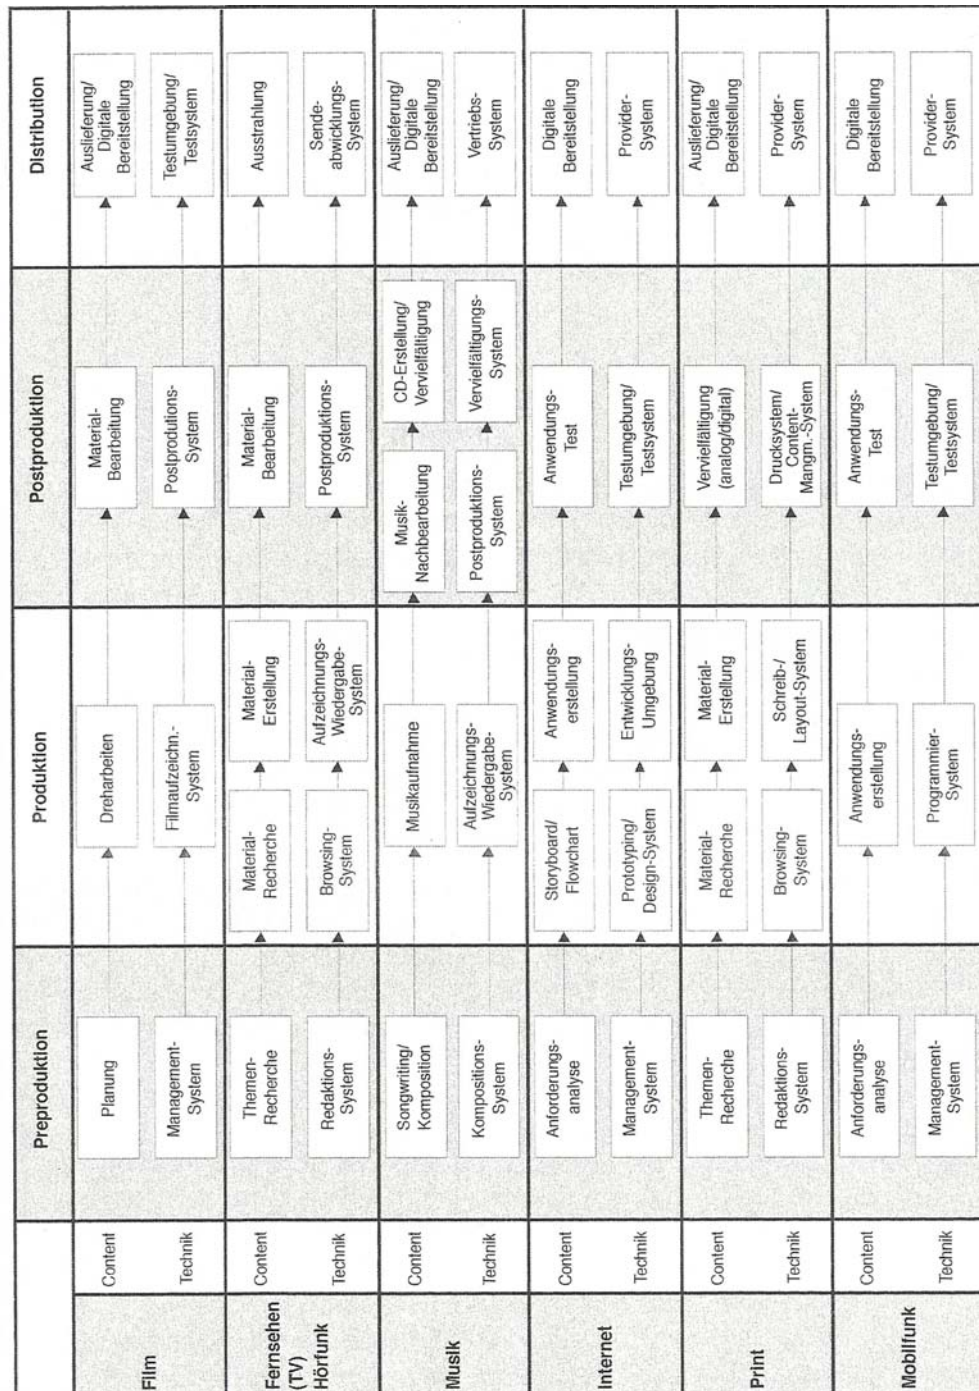 Preproduktion
Produktion
Postproduktion
Distribution
Film
Content
Planung
Dreharbeiten
Material-
Bearbeitung
Auslieferung/
Digitale
Bereitstellung
Technik
Management-
System
Filmaufzeichn.-
System
Postprodutions-
System
Testumgebung/
Testsystem
Fernsehen
(TV)
Hörfunk
Content
Themen-
Recherche
Material-
Recherche
Material-
Erstellung
Material-
Bearbeitung
Ausstrahlung
Technik
Redaktions-
System
Browsing-
System
Aufzeichnungs-
Wiedergabe-
System
Postproduktions-
System
Sende-
abwicklungs-
System
Musik
Content
Songwriting/
Komposition
Musikaufnahme
Musik-
Nachbearbeitung
CD-Erstellung/
Vervielfältigung
Auslieferung/
Digitale
Bereitstellung
Technik
Kompositions-
System
Aufzeichnungs-
Wiedergabe-
System
Postproduktions-
System
Vervielfältigungs-
System
Vertriebs-
System
Internet
Content
Anforderungs-
analyse
Storyboard/
Flowchart
Anwendungs-
erstellung
Anwendungs-
Test
Digitale
Bereitstellung
Technik
Management-
System
Prototyping/
Design-System
Entwicklungs-
Umgebung
Testumgebung/
Testsystem
Provider-
System
Print
Content
Themen-
Recherche
Material-
Recherche
Material-
Erstellung
Vervielfältigung
(analog/digital)
Auslieferung/
Digitale
Bereitstellung
Technik
Redaktions-
System
Browsing-
System
Schreib-/
Layout-System
Drucksystem/
Content-
Mangm.-System
Provider-
System
Mobilfunk
Content
Anforderungs-
analyse
Anwendungs-
erstellung
Anwendungs-
Test
Digitale
Bereitstellung
Technik
Management-
System
Programmier-
System
Testumgebung/
Testsystem
Provider-
System